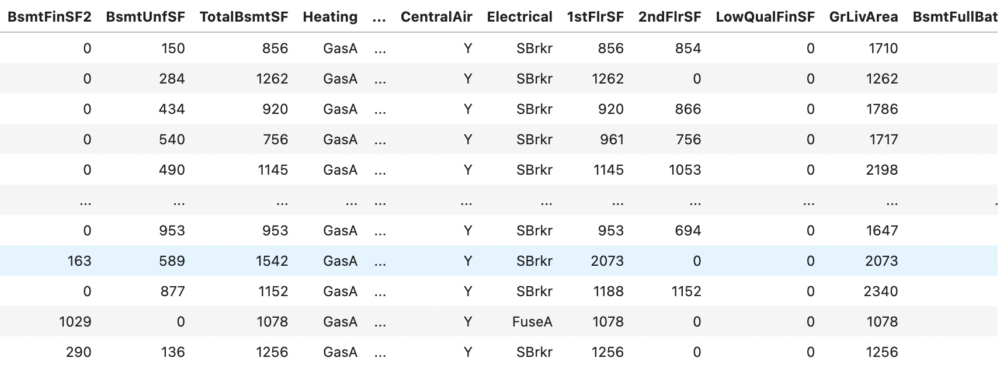 BsmtFinSF2 BsmtUnfSF TotalBsmtSF Heating ... CentralAir Electrical 1stFlrSF 2ndFlrSF LowQualFinSF GrLivArea BsmtFullBat
0 150 856 GasA ... Y SBrkr 856 854 0 1710
0 284 1262 GasA ... Y SBrkr 1262 0 0 1262
0 434 920 GasA ... Y SBrkr 920 866 0 1786
0 540 756 GasA ... Y SBrkr 961 756 0 1717
0 490 1145 GasA ... Y SBrkr 1145 1053 0 2198
... ... ... ... ... ... ... ... ... ... ... .
0 953 953 GasA ... Y SBrkr 953 694 0 1647
163 589 1542 GasA ... Y SBrkr 2073 0 0 2073
0 877 1152 GasA ... Y SBrkr 1188 1152 0 2340
1029 0 1078 GasA ... Y FuseA 1078 0 0 1078
290 136 1256 GasA ... Y SBrkr 1256 0 0 1256